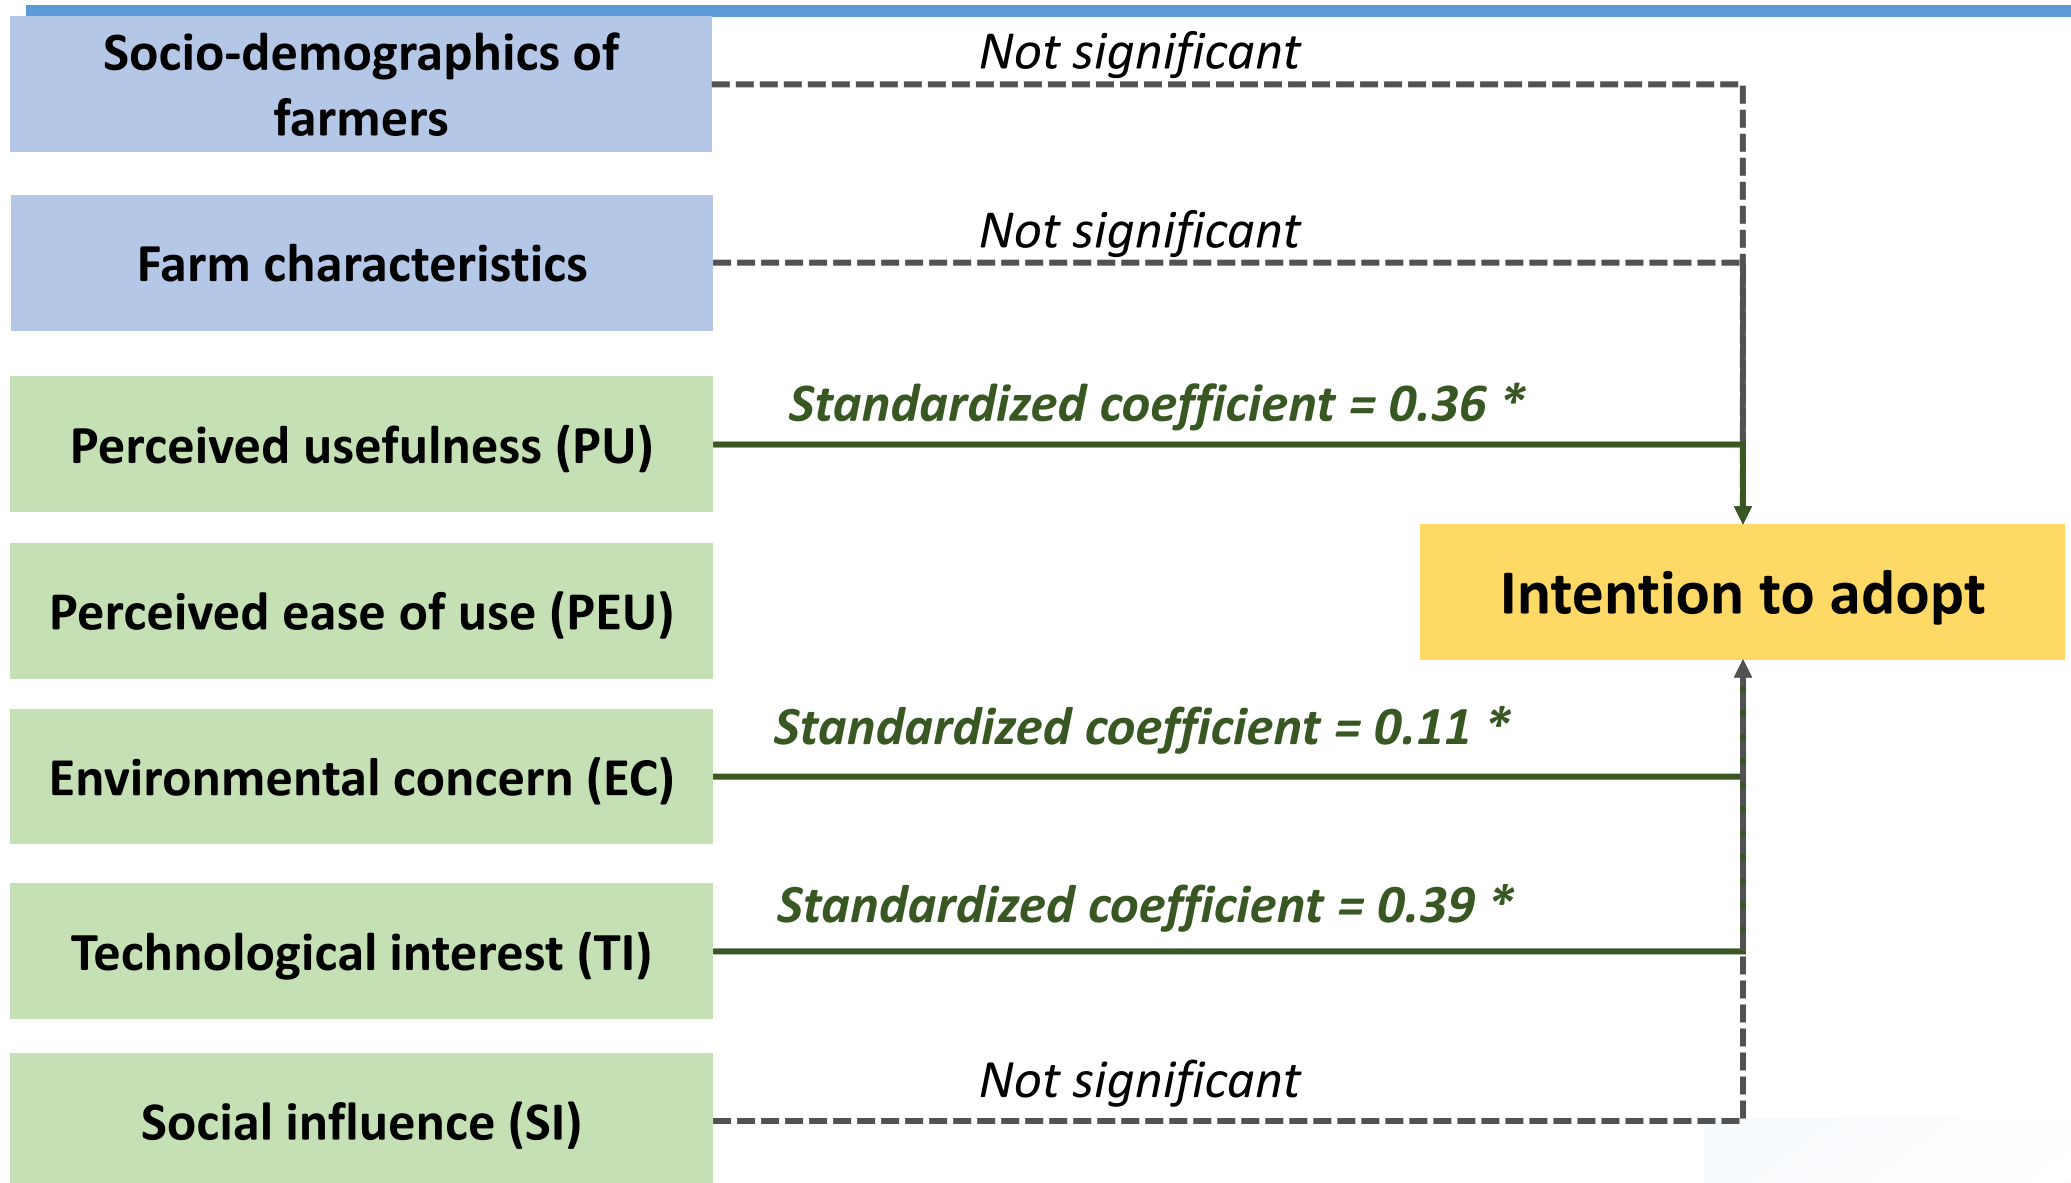 Socio-demographics of
farmers
Not significant
Farm characteristics
Not significant
Perceived usefulness (PU)
Standardized coefficient = 0.36 *
Perceived ease of use (PEU)
Intention to adopt
Environmental concern (EC)
Standardized coefficient = 0.11 *
Technological interest (TI)
Standardized coefficient = 0.39 *
Social influence (SI)
Not significant